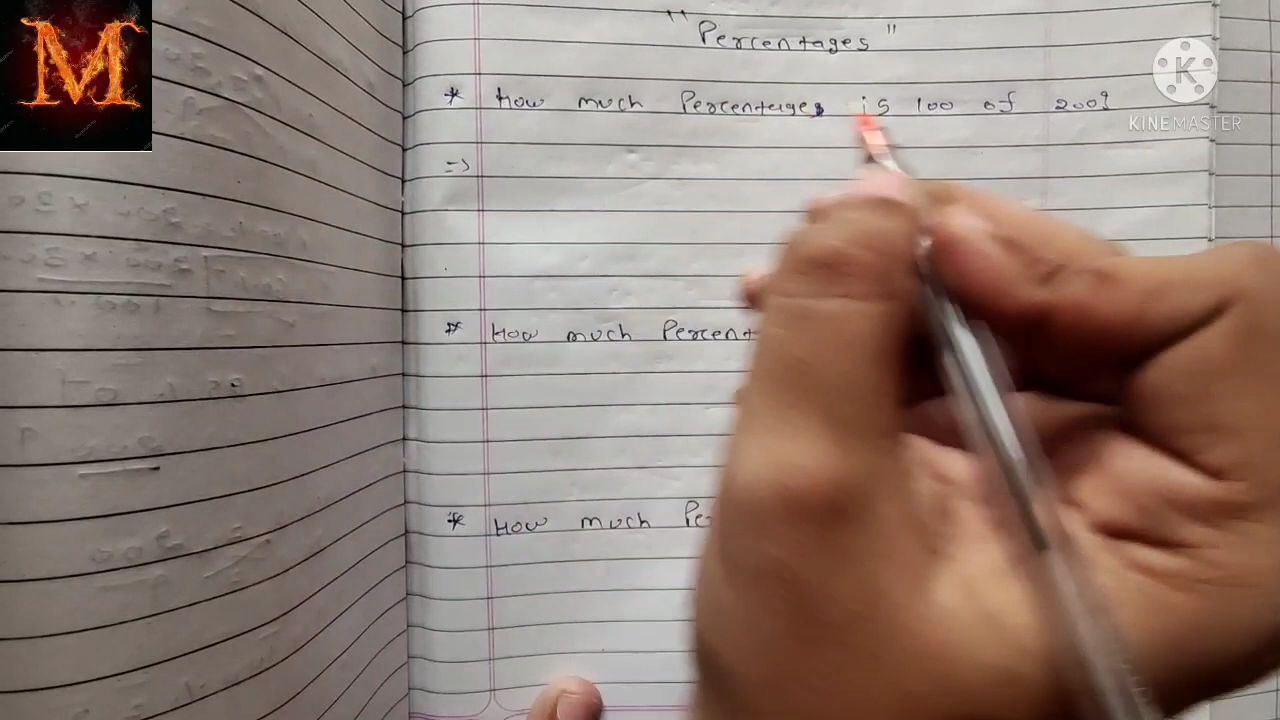 M
"Percentages"
KINEMASTER
* How much Percentages is 100 of 200?
=>
* How much Percent
* How much Pe